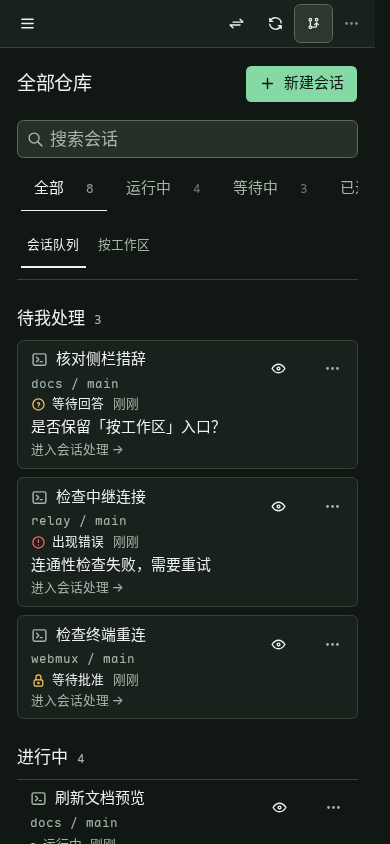 全部仓库
新建会话
搜索会话
全部 8 运行中 4 等待中 3
会话队列 按工作区
待我处理 3
核对侧栏措辞
docs / main
等待回答 刚刚
是否保留「按工作区」入口？
进入会话处理 →
检查中继连接
relay / main
出现错误 刚刚
连通性检查失败，需要重试
进入会话处理 →
检查终端重连
webmux / main
等待批准 刚刚
进入会话处理 →
进行中 4
刷新文档预览
docs / main
运行中 刚刚